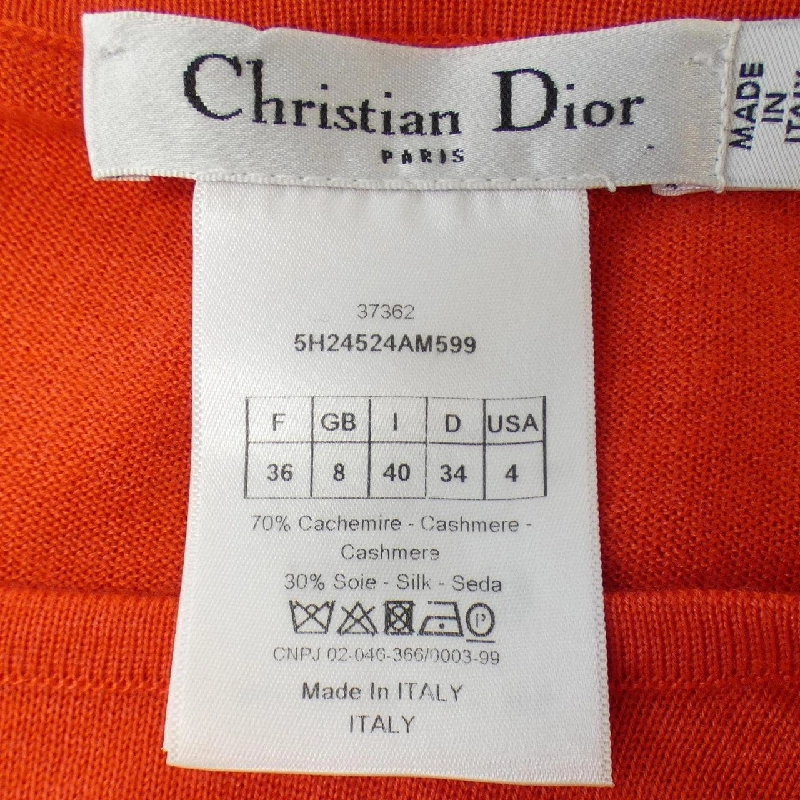 Christian Dior
PARIS
MADE
IN
ITALY
37362
5H24524AM599
F GB I D USA
36 8 40 34 4
70% Cachemire - Cashmere -
Cashmere
30% Soie - Silk - Seda
P
CNPJ 02-046-366/0003-99
Made In ITALY
ITALY